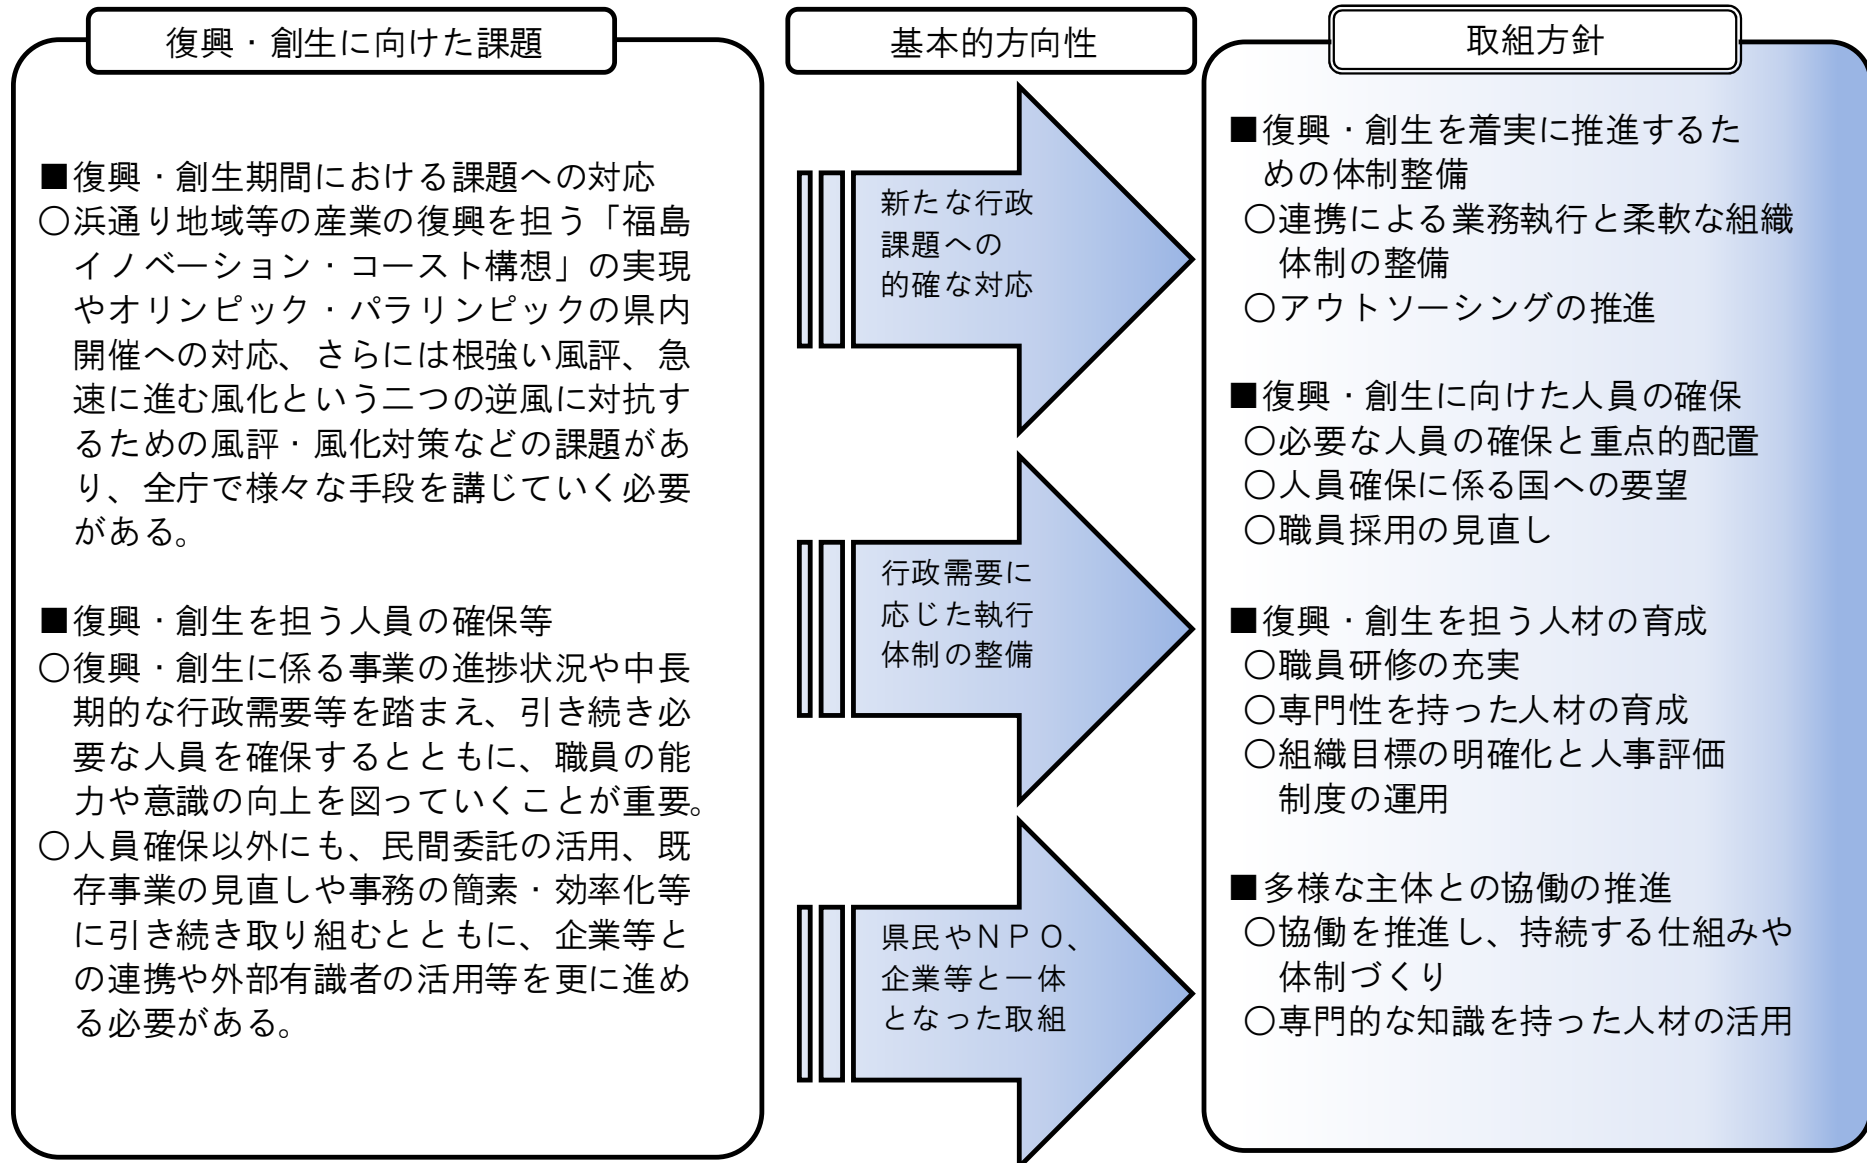 復興・創生に向けた課題
■復興・創生期間における課題への対応
○浜通り地域等の産業の復興を担う「福島
イノベーション・コースト構想」の実現
やオリンピック・パラリンピックの県内
開催への対応、さらには根強い風評、急
速に進む風化という二つの逆風に対抗す
るための風評・風化対策などの課題があ
り、全庁で様々な手段を講じていく必要
がある。
■復興・創生を担う人員の確保等
○復興・創生に係る事業の進捗状況や中長
期的な行政需要等を踏まえ、引き続き必
要な人員を確保するとともに、職員の能
力や意識の向上を図っていくことが重要。
○人員確保以外にも、民間委託の活用、既
存事業の見直しや事務の簡素・効率化等
に引き続き取り組むとともに、企業等と
の連携や外部有識者の活用等を更に進め
る必要がある。
基本的方向性
新たな行政
課題への
的確な対応
行政需要に
応じた執行
体制の整備
県民やＮＰＯ、
企業等と一体
となった取組
取組方針
■復興・創生を着実に推進するた
めの体制整備
○連携による業務執行と柔軟な組織
体制の整備
○アウトソーシングの推進
■復興・創生に向けた人員の確保
○必要な人員の確保と重点的配置
○人員確保に係る国への要望
○職員採用の見直し
■復興・創生を担う人材の育成
○職員研修の充実
○専門性を持った人材の育成
○組織目標の明確化と人事評価
制度の運用
■多様な主体との協働の推進
○協働を推進し、持続する仕組みや
体制づくり
○専門的な知識を持った人材の活用